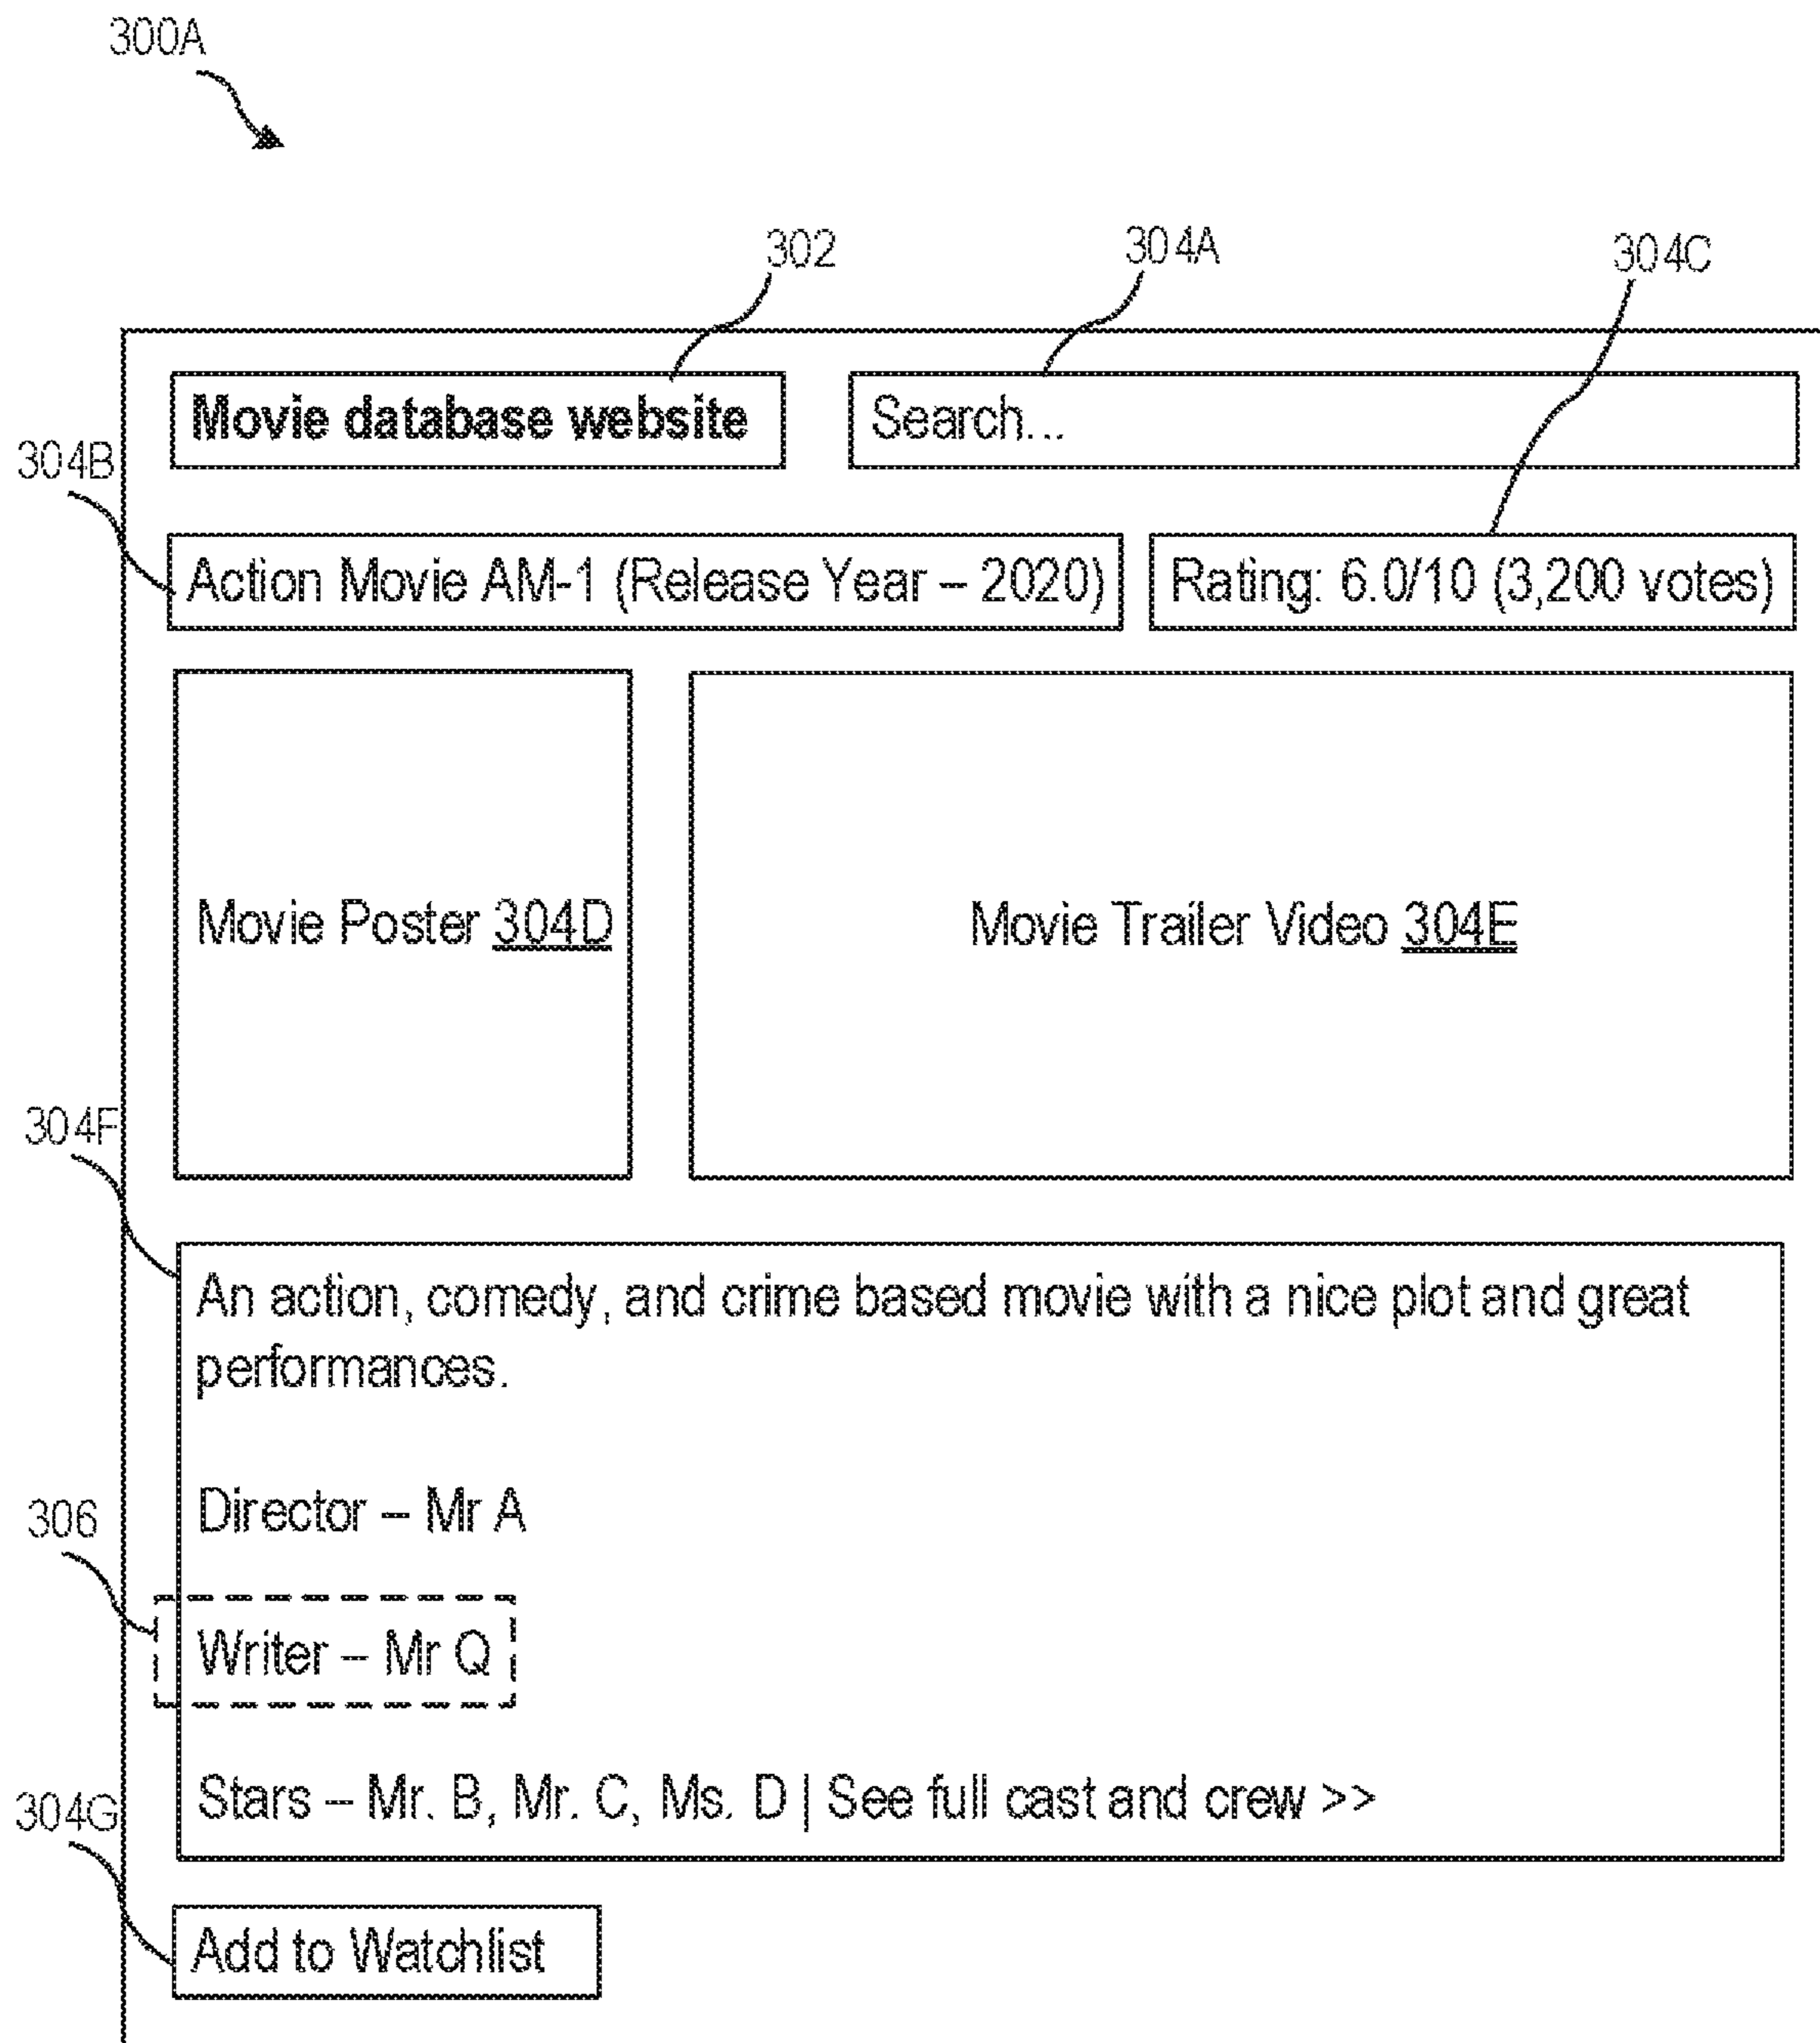 300A
302
304A
304C
Movie database website
Search...
304B
Action Movie AM-1 (Release Year – 2020)
Rating: 6.0/10 (3,200 votes)
Movie Poster 304D
Movie Trailer Video 304E
304F
An action, comedy, and crime based movie with a nice plot and great
performances.
Director – Mr A
306
Writer – Mr Q
Stars – Mr. B, Mr. C, Ms. D | See full cast and crew >>
304G
Add to Watchlist